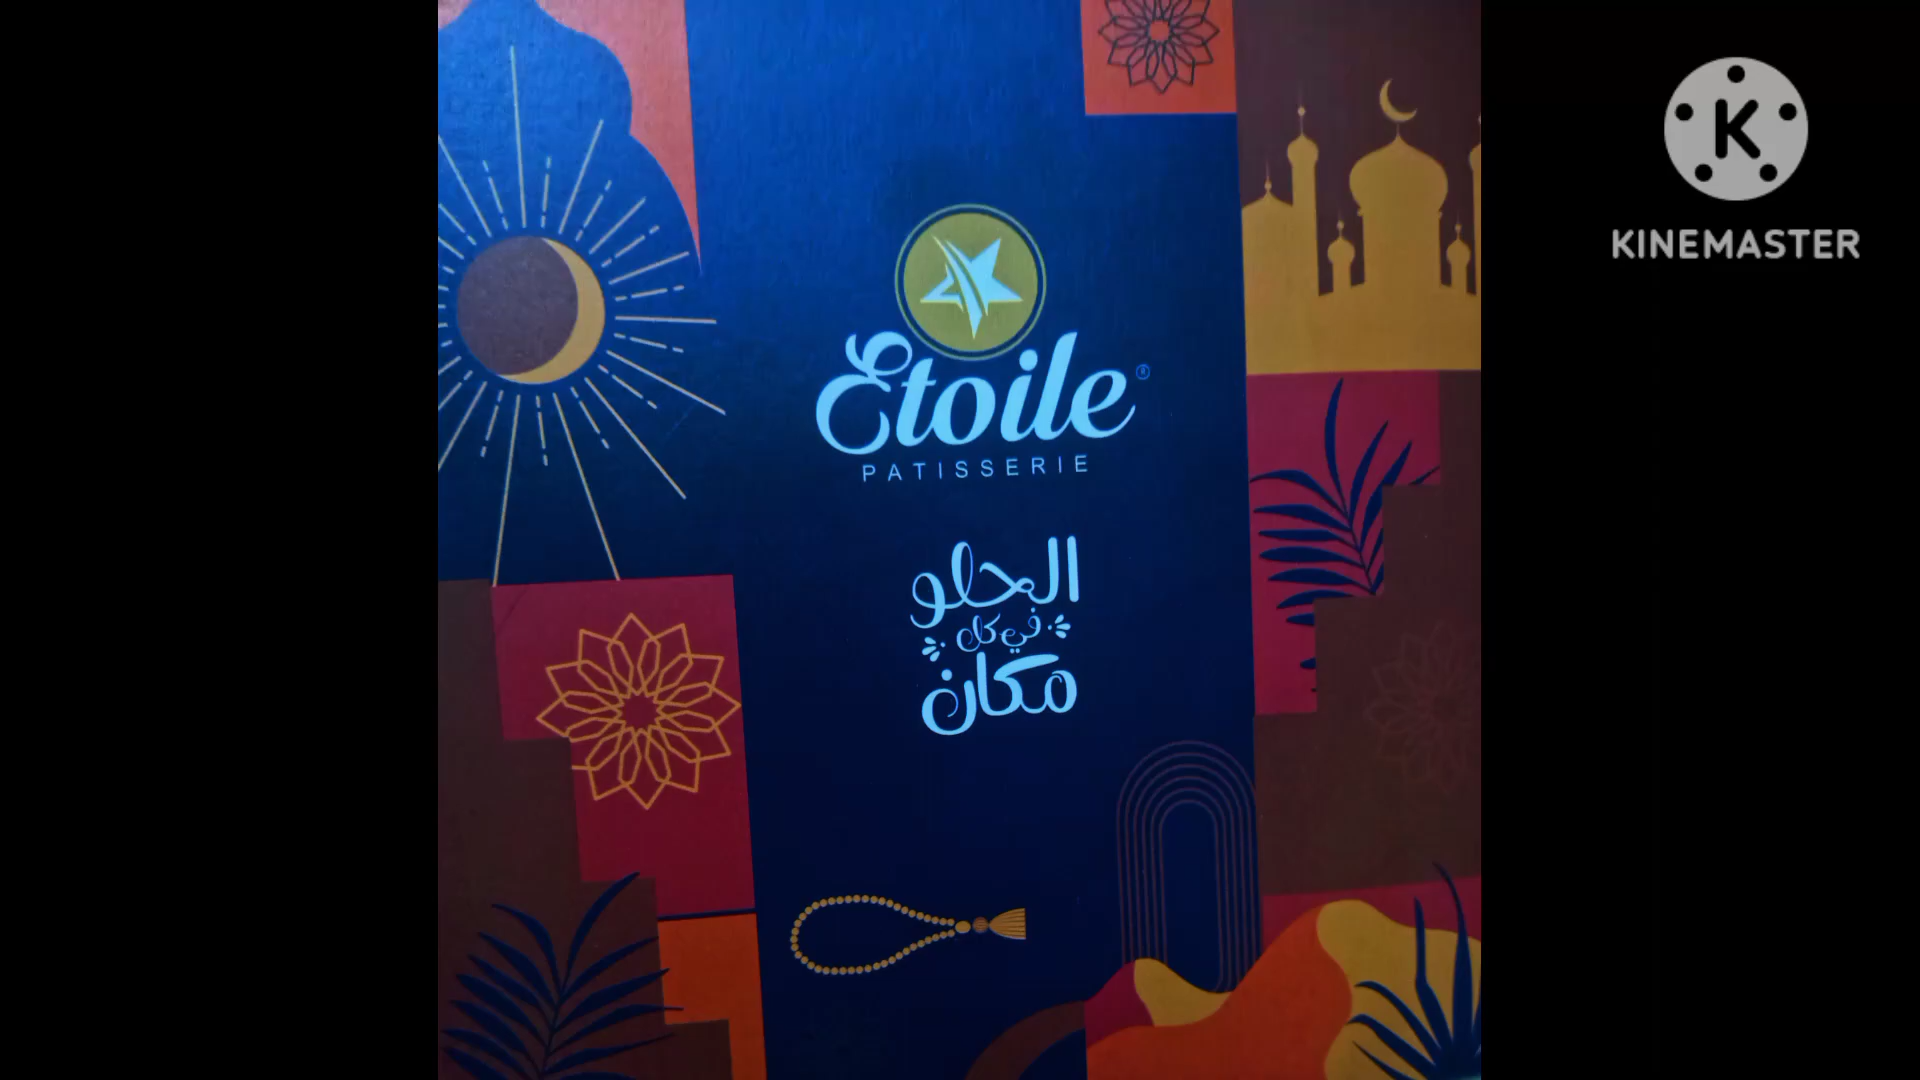 Etoile®
PATISSERIE
الحلو
في كل
مكان
K
KINEMASTER